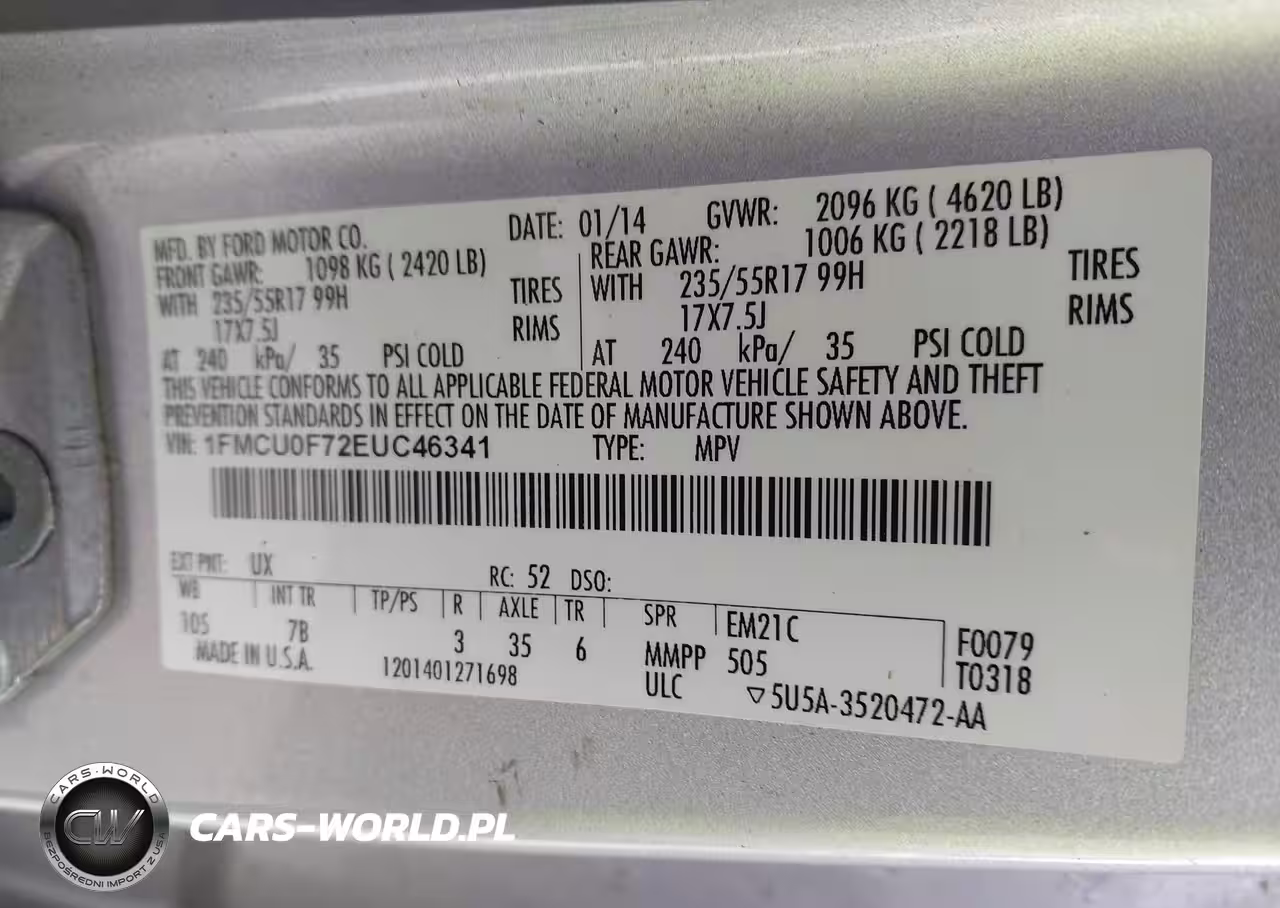 MFD. BY FORD MOTOR CO. DATE: 01/14 GVWR: 2096 KG ( 4620 LB)
FRONT GAWR: 1098 KG ( 2420 LB) REAR GAWR: 1006 KG ( 2218 LB)
WITH 235/55R17 99H TIRES WITH 235/55R17 99H TIRES
17X7.5J RIMS 17X7.5J RIMS
AT 240 kPa/ 35 PSI COLD AT 240 kPa/ 35 PSI COLD
THIS VEHICLE CONFORMS TO ALL APPLICABLE FEDERAL MOTOR VEHICLE SAFETY AND THEFT
PREVENTION STANDARDS IN EFFECT ON THE DATE OF MANUFACTURE SHOWN ABOVE.
VIN: 1FMCU0F72EUC46341 TYPE: MPV
EXT PNT: UX RC: 52 DSO:
WB INT TR TP/PS R AXLE TR SPR EM21C F0079
105 7B 3 35 6 MMPP 505 T0318
MADE IN U.S.A. 1201401271698 ULC ▽5U5A-3520472-AA
CARS-WORLD
CW
BEZPOŚREDNI IMPORT Z USA
CARS-WORLD.PL